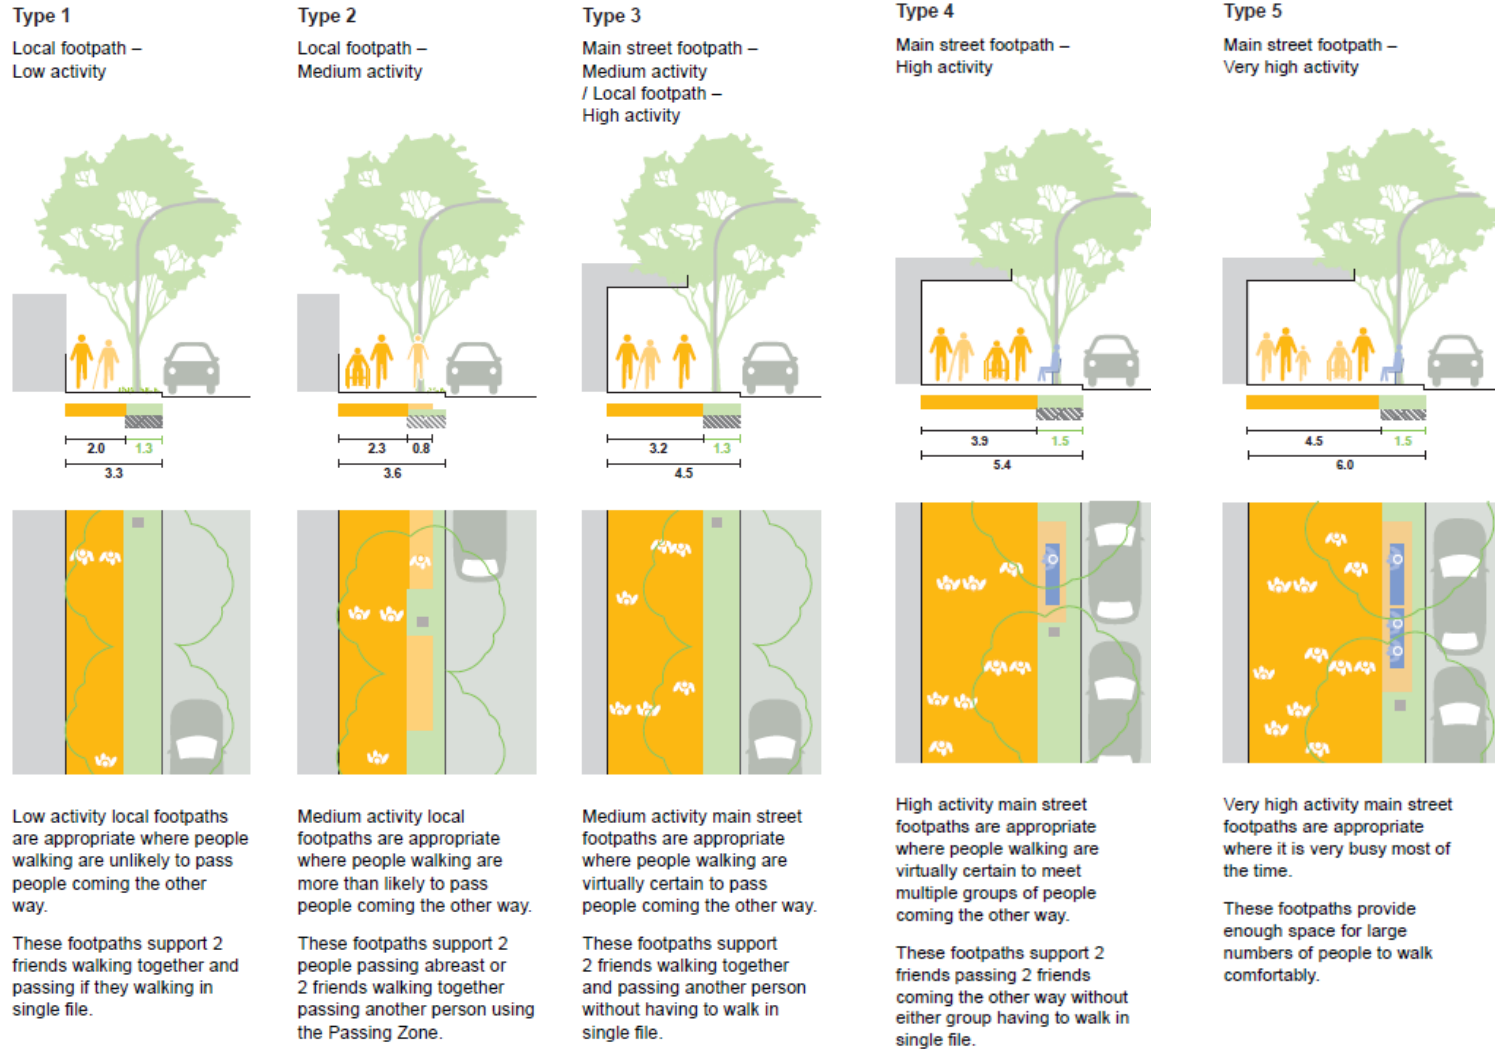 Type 1
Local footpath –
Low activity
2.0
1.3
3.3
Low activity local footpaths
are appropriate where people
walking are unlikely to pass
people coming the other
way.
These footpaths support 2
friends walking together and
passing if they walking in
single file.
Type 2
Local footpath –
Medium activity
2.3
0.8
3.6
Medium activity local
footpaths are appropriate
where people walking are
more than likely to pass
people coming the other way.
These footpaths support 2
people passing abreast or
2 friends walking together
passing another person using
the Passing Zone.
Type 3
Main street footpath –
Medium activity
/ Local footpath –
High activity
3.2
1.3
4.5
Medium activity main street
footpaths are appropriate
where people walking are
virtually certain to pass
people coming the other way.
These footpaths support
2 friends walking together
and passing another person
without having to walk in
single file.
Type 4
Main street footpath –
High activity
3.9
1.5
5.4
High activity main street
footpaths are appropriate
where people walking are
virtually certain to meet
multiple groups of people
coming the other way.
These footpaths support 2
friends passing 2 friends
coming the other way without
either group having to walk in
single file.
Type 5
Main street footpath –
Very high activity
4.5
1.5
6.0
Very high activity main street
footpaths are appropriate
where it is very busy most of
the time.
These footpaths provide
enough space for large
numbers of people to walk
comfortably.